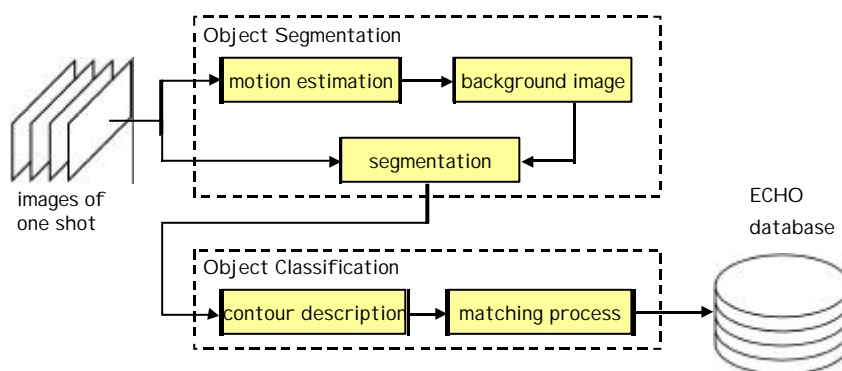 Object Segmentation
motion estimation
background image
segmentation
images of
one shot
ECHO
database
Object Classification
contour description
matching process